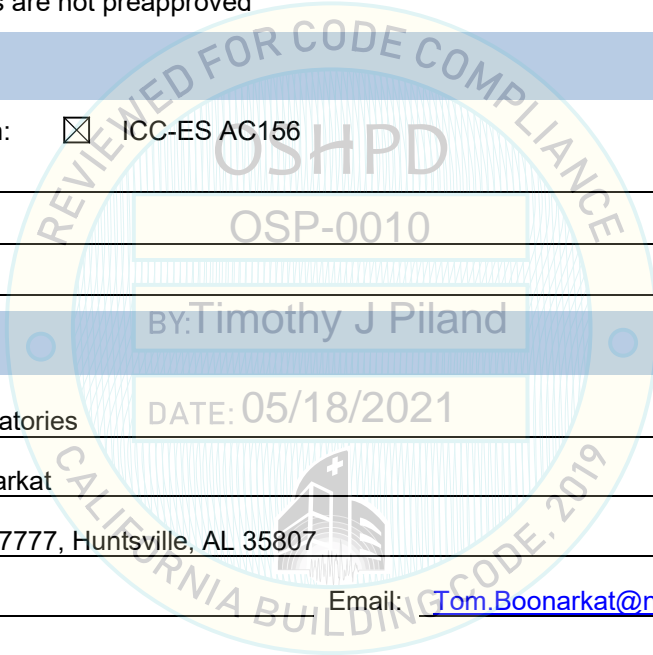 s are not preapproved
REVIEWED FOR CODE COMPLIANCE
: ☒ ICC-ES AC156
OSHPD
OSP-0010
BY: Timothy J Piland
DATE: 05/18/2021
atories
arkat
7777, Huntsville, AL 35807
Email: Tom.Boonarkat@n
CALIFORNIA BUILDING CODE, 2019